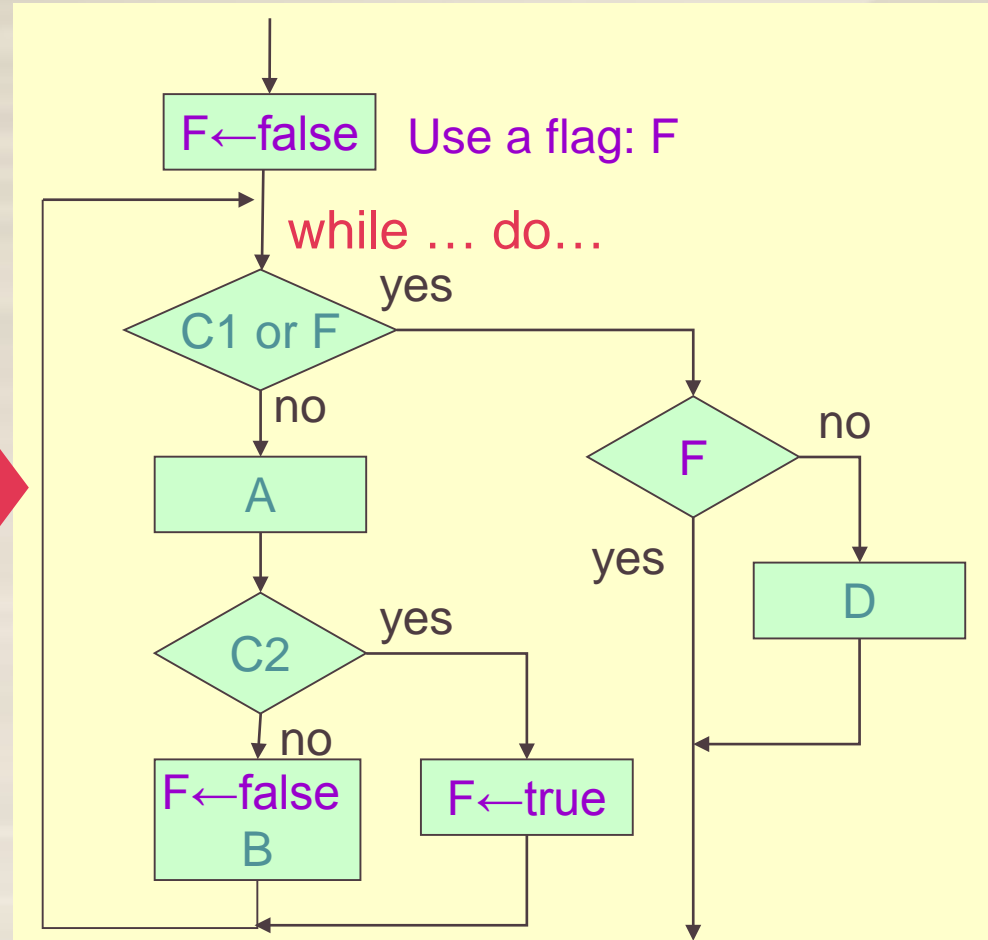 F←false
Use a flag: F
while … do…
yes
C1 or F
no
F
no
A
yes
D
C2
yes
no
F←false
B
F←true